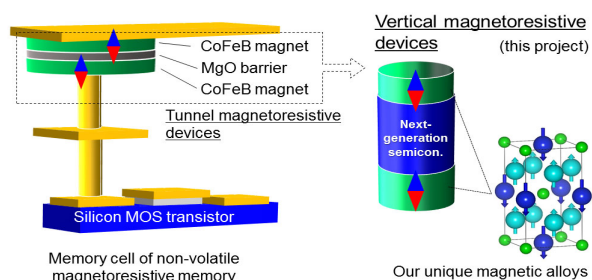 CoFeB magnet
MgO barrier
CoFeB magnet
Tunnel magnetoresistive
devices
Silicon MOS transistor
Memory cell of non-volatile
magnetoresistive memory
Vertical magnetoresistive
devices (this project)
Next-
generation
semicon.
Our unique magnetic alloys